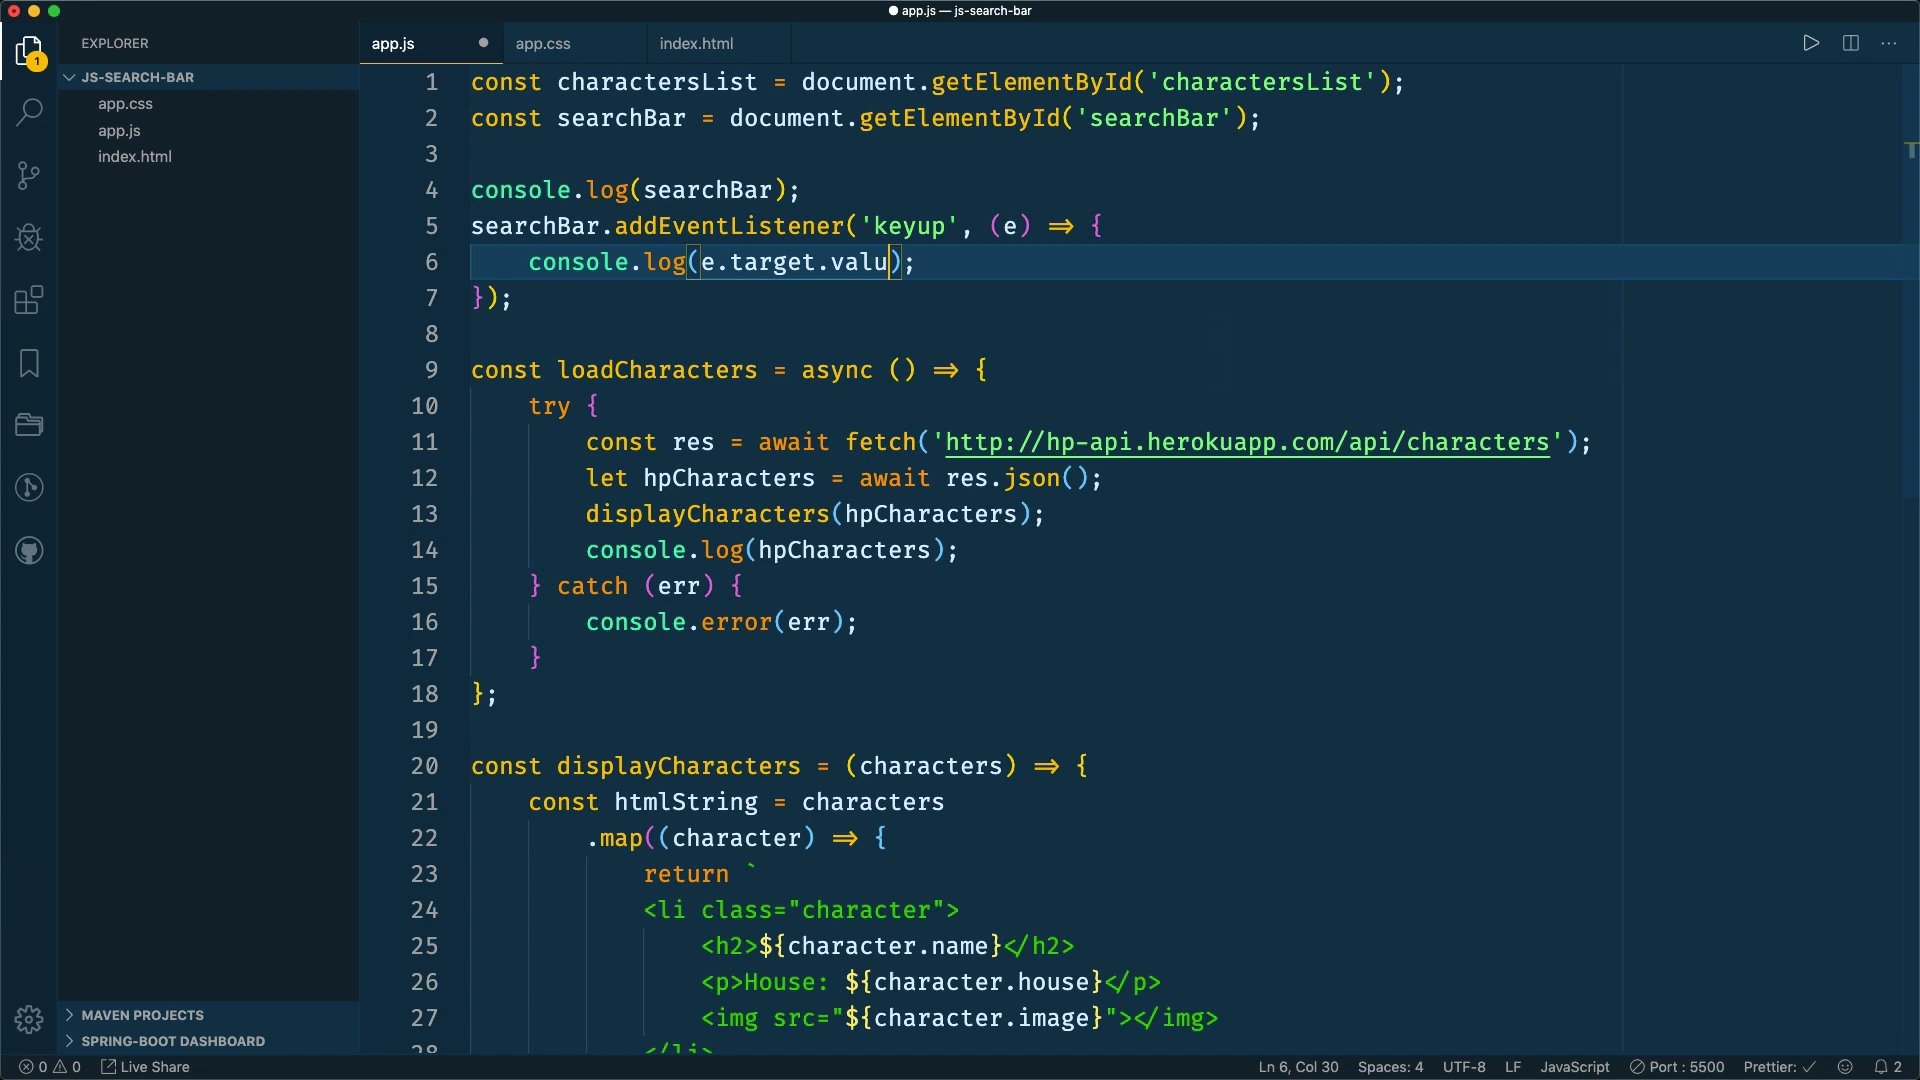 app.js — js-search-bar
1
EXPLORER
JS-SEARCH-BAR
app.css
app.js
index.html
MAVEN PROJECTS
SPRING-BOOT DASHBOARD
app.js
app.css
index.html
1 const charactersList = document.getElementById('charactersList');
2 const searchBar = document.getElementById('searchBar');
3
4 console.log(searchBar);
5 searchBar.addEventListener('keyup', (e) => {
6 console.log(e.target.valu);
7 });
8
9 const loadCharacters = async () => {
10 try {
11 const res = await fetch('http://hp-api.herokuapp.com/api/characters');
12 let hpCharacters = await res.json();
13 displayCharacters(hpCharacters);
14 console.log(hpCharacters);
15 } catch (err) {
16 console.error(err);
17 }
18 };
19
20 const displayCharacters = (characters) => {
21 const htmlString = characters
22 .map((character) => {
23 return `
24 <li class="character">
25 <h2>${character.name}</h2>
26 <p>House: ${character.house}</p>
27 <img src="${character.image}"></img>
28 </li>
0 0 Live Share
Ln 6, Col 30 Spaces: 4 UTF-8 LF JavaScript Port : 5500 Prettier: ✓ 2